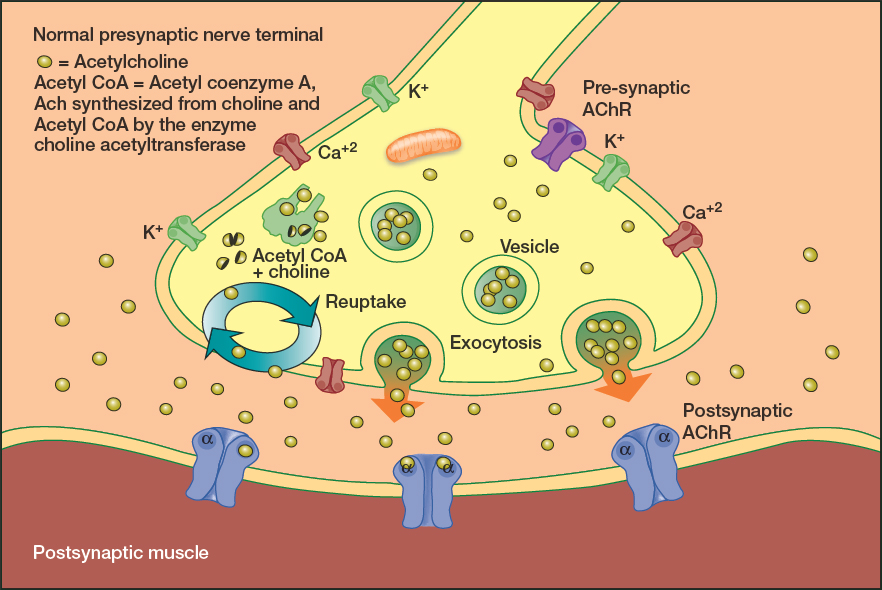 Normal presynaptic nerve terminal
= Acetylcholine
Acetyl CoA = Acetyl coenzyme A,
Ach synthesized from choline and
Acetyl CoA by the enzyme
choline acetyltransferase
K+
Pre-synaptic
AChR
K+
Ca+2
Ca+2
K+
Vesicle
Acetyl CoA
+ choline
Reuptake
Exocytosis
Postsynaptic
AChR
α
α
α
α
α
Postsynaptic muscle